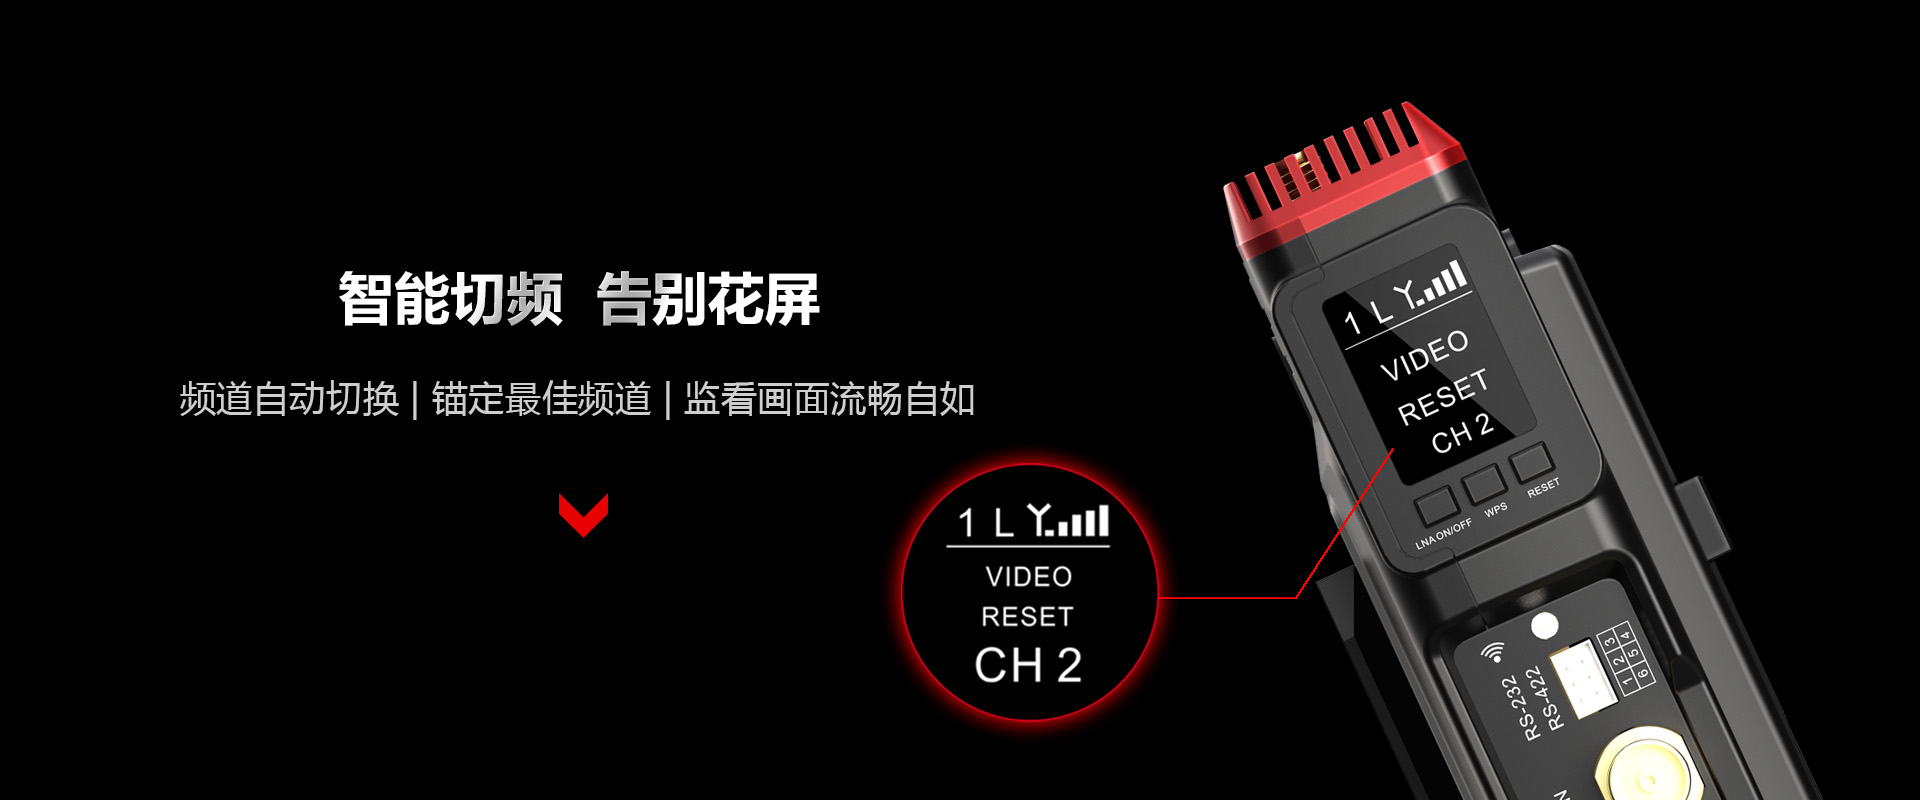 智能切频 告别花屏
频道自动切换 | 锚定最佳频道 | 监看画面流畅自如
1 L
VIDEO
RESET
CH 2
1 L
VIDEO
RESET
CH 2
LNA ON/OFF
WPS
RESET
RS-232
RS-422
1 2 3
6 5 4